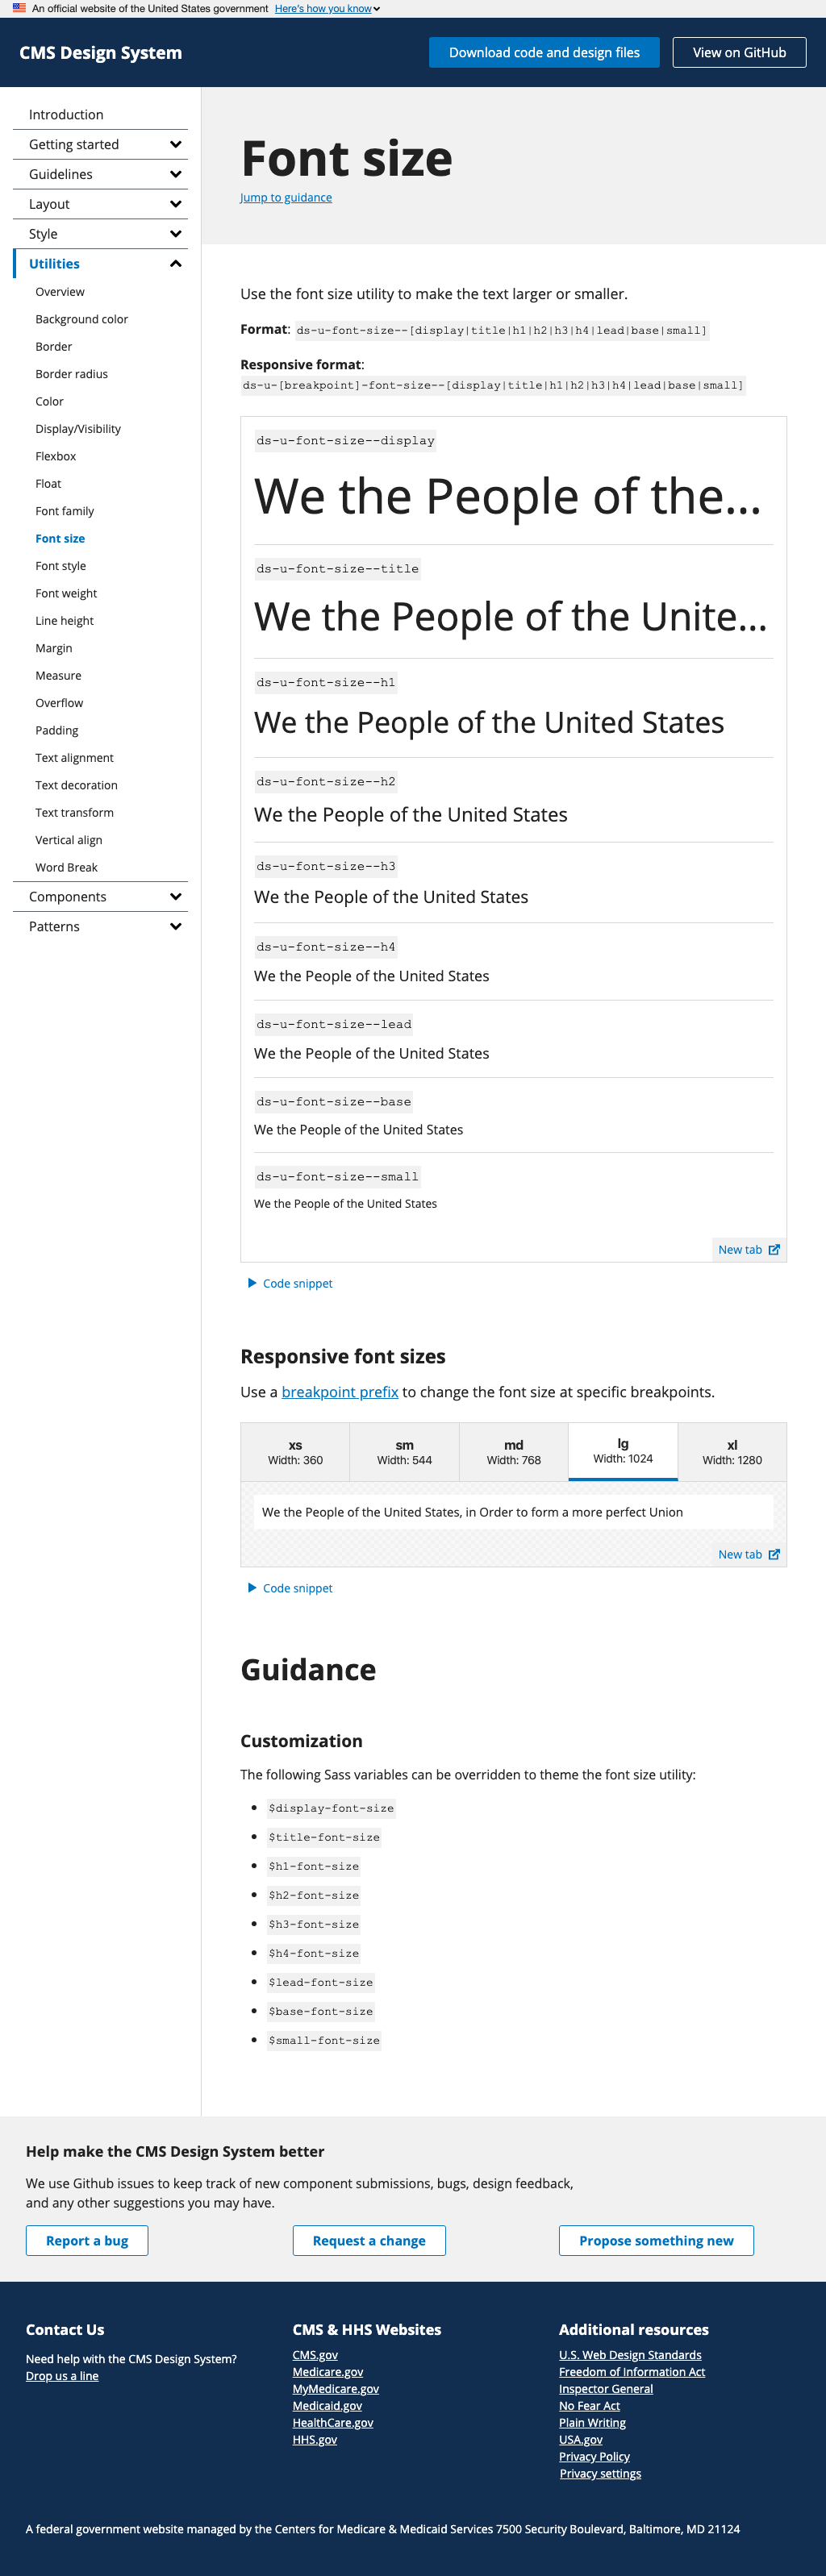 An official website of the United States government Here's how you know
CMS Design System
Download code and design files
View on GitHub
Introduction
Getting started
Guidelines
Layout
Style
Utilities
Overview
Background color
Border
Border radius
Color
Display/Visibility
Flexbox
Float
Font family
Font size
Font style
Font weight
Line height
Margin
Measure
Overflow
Padding
Text alignment
Text decoration
Text transform
Vertical align
Word Break
Components
Patterns
Font size
Jump to guidance
Use the font size utility to make the text larger or smaller.
Format: ds-u-font-size--[display|title|h1|h2|h3|h4|lead|base|small]
Responsive format:
ds-u-[breakpoint]-font-size--[display|title|h1|h2|h3|h4|lead|base|small]
ds-u-font-size--display
We the People of the...
ds-u-font-size--title
We the People of the Unite...
ds-u-font-size--h1
We the People of the United States
ds-u-font-size--h2
We the People of the United States
ds-u-font-size--h3
We the People of the United States
ds-u-font-size--h4
We the People of the United States
ds-u-font-size--lead
We the People of the United States
ds-u-font-size--base
We the People of the United States
ds-u-font-size--small
We the People of the United States
New tab
Code snippet
Responsive font sizes
Use a breakpoint prefix to change the font size at specific breakpoints.
xs
Width: 360
sm
Width: 544
md
Width: 768
lg
Width: 1024
xl
Width: 1280
We the People of the United States, in Order to form a more perfect Union
New tab
Code snippet
Guidance
Customization
The following Sass variables can be overridden to theme the font size utility:
$display-font-size
$title-font-size
$h1-font-size
$h2-font-size
$h3-font-size
$h4-font-size
$lead-font-size
$base-font-size
$small-font-size
Help make the CMS Design System better
We use Github issues to keep track of new component submissions, bugs, design feedback,
and any other suggestions you may have.
Report a bug
Request a change
Propose something new
Contact Us
Need help with the CMS Design System?
Drop us a line
CMS & HHS Websites
CMS.gov
Medicare.gov
MyMedicare.gov
Medicaid.gov
HealthCare.gov
HHS.gov
Additional resources
U.S. Web Design Standards
Freedom of Information Act
Inspector General
No Fear Act
Plain Writing
USA.gov
Privacy Policy
Privacy settings
A federal government website managed by the Centers for Medicare & Medicaid Services 7500 Security Boulevard, Baltimore, MD 21124